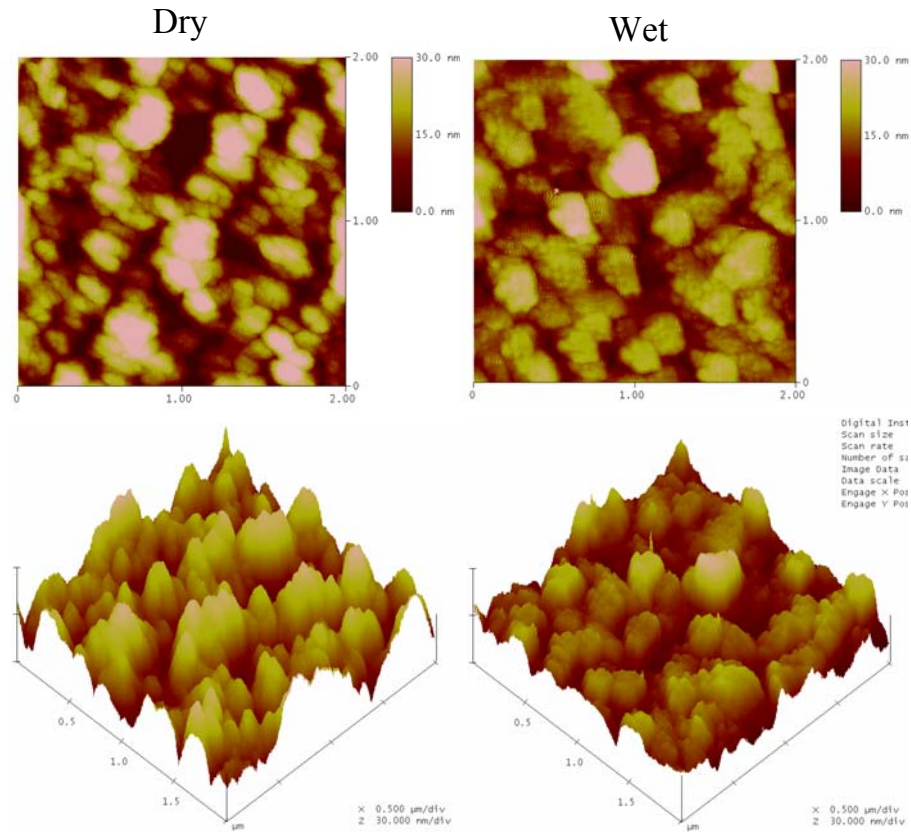 Dry
Wet
2.00
30.0 nm
15.0 nm
1.00
0.0 nm
0
0
1.00
2.00
2.00
30.0 nm
15.0 nm
1.00
0.0 nm
0
0
1.00
2.00
Digital Inst
Scan size
Scan rate
Number of sa
Image Data
Data scale
Engage X Pos
Engage Y Pos
0.5
1.0
1.5
µm
X 0.500 µm/div
Z 30.000 nm/div
0.5
1.0
1.5
µm
X 0.500 µm/div
Z 30.000 nm/div